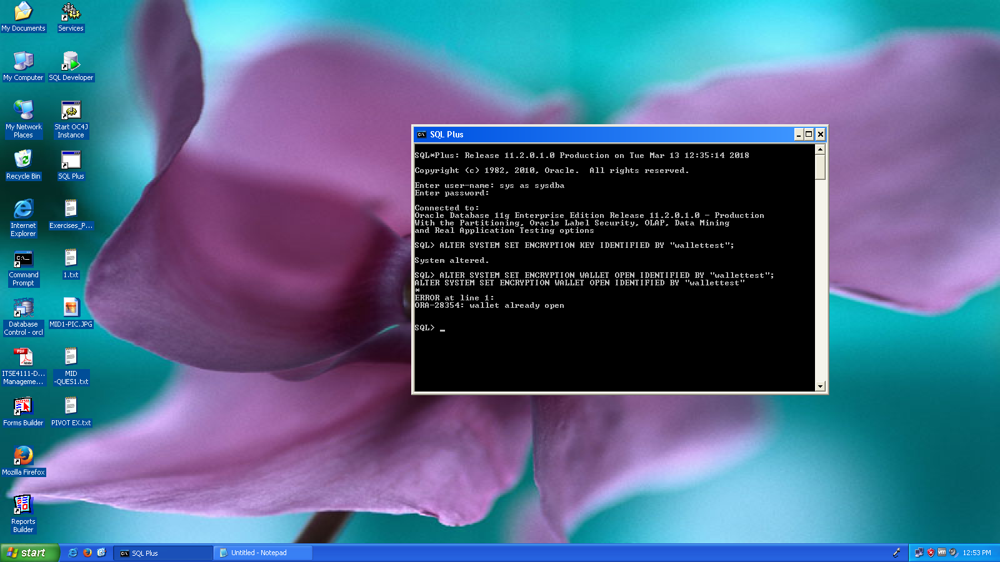 My Documents
Services
My Computer
SQL Developer
My Network
Places
Start OC4J
Instance
Recycle Bin
SQL Plus
Internet
Explorer
Exercises_P...
Command
Prompt
1.txt
Database
Control - orcl
MID1-PIC.JPG
ITSE4111-D...
Manageme...
MID
-QUES1.txt
Forms Builder
PIVOT EX.txt
Mozilla Firefox
Reports
Builder
SQL Plus
SQL*Plus: Release 11.2.0.1.0 Production on Tue Mar 13 12:35:14 2018
Copyright (c) 1982, 2010, Oracle.  All rights reserved.
Enter user-name: sys as sysdba
Enter password:
Connected to:
Oracle Database 11g Enterprise Edition Release 11.2.0.1.0 - Production
With the Partitioning, Oracle Label Security, OLAP, Data Mining
and Real Application Testing options
SQL> ALTER SYSTEM SET ENCRYPTION KEY IDENTIFIED BY "wallettest";
System altered.
SQL> ALTER SYSTEM SET ENCRYPTION WALLET OPEN IDENTIFIED BY "wallettest";
ALTER SYSTEM SET ENCRYPTION WALLET OPEN IDENTIFIED BY "wallettest"
*
ERROR at line 1:
ORA-28354: wallet already open
SQL> _
start
SQL Plus
Untitled - Notepad
12:53 PM